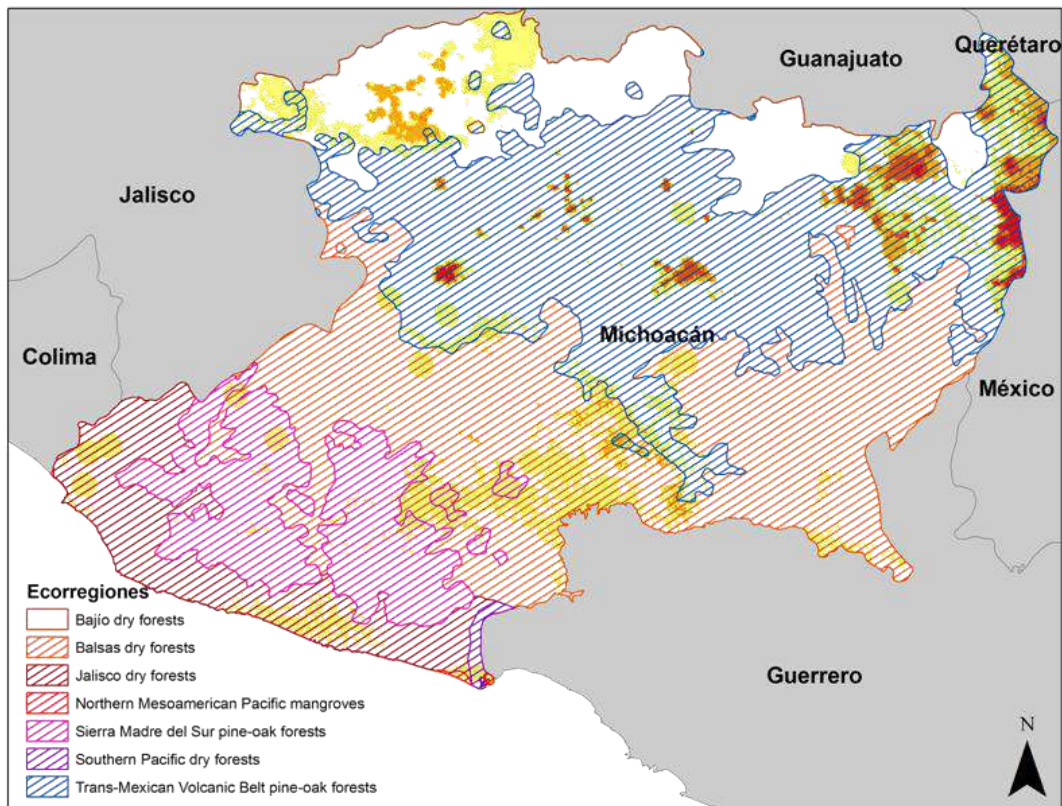 Guanajuato
Querétaro
Jalisco
Michoacán
Colima
México
Guerrero
N
Ecorregiones
Bajío dry forests
Balsas dry forests
Jalisco dry forests
Northern Mesoamerican Pacific mangroves
Sierra Madre del Sur pine-oak forests
Southern Pacific dry forests
Trans-Mexican Volcanic Belt pine-oak forests